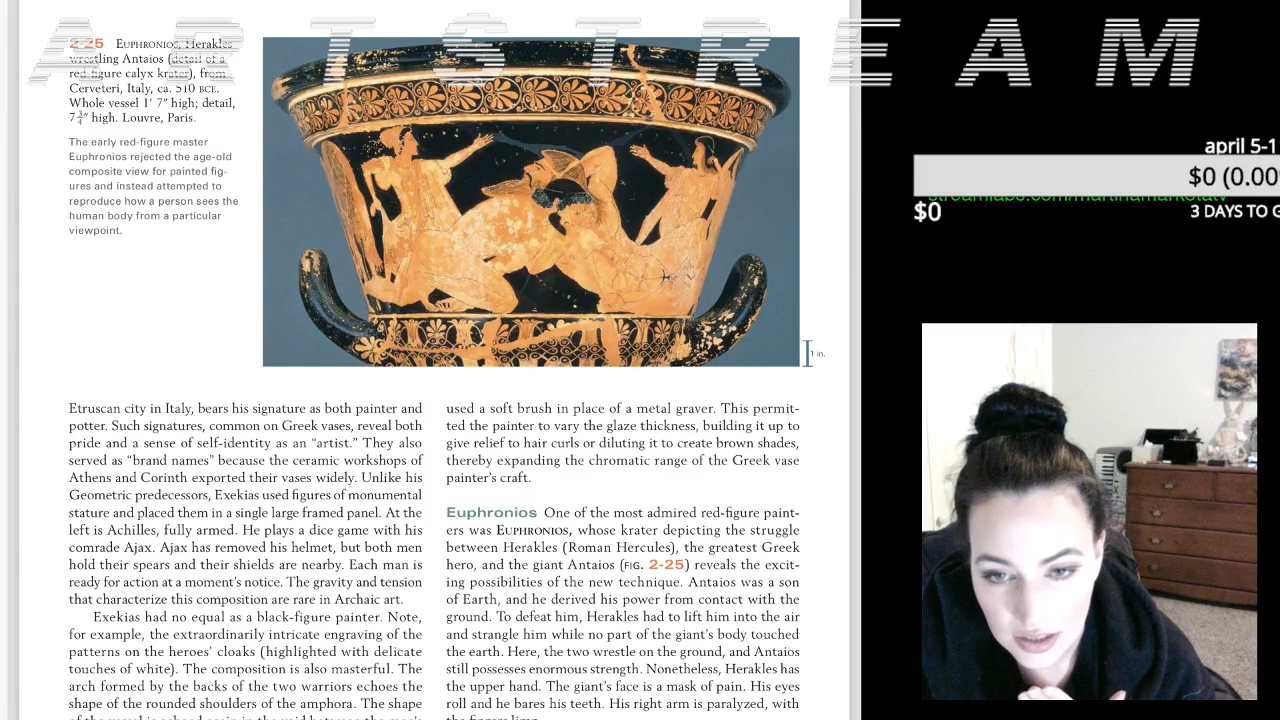 ARTSTREAM
2-25 EUPHRONIOS, Herakles
wrestling Antaios (detail of a
red-figure calyx krater), from
Cerveteri, Italy, ca. 510 BCE.
Whole vessel 1' 7" high; detail,
7 3/4" high. Louvre, Paris.
The early red-figure master
Euphronios rejected the age-old
composite view for painted fig-
ures and instead attempted to
reproduce how a person sees the
human body from a particular
viewpoint.
1 in.
Etruscan city in Italy, bears his signature as both painter and
potter. Such signatures, common on Greek vases, reveal both
pride and a sense of self-identity as an “artist.” They also
served as “brand names” because the ceramic workshops of
Athens and Corinth exported their vases widely. Unlike his
Geometric predecessors, Exekias used figures of monumental
stature and placed them in a single large framed panel. At the
left is Achilles, fully armed. He plays a dice game with his
comrade Ajax. Ajax has removed his helmet, but both men
hold their spears and their shields are nearby. Each man is
ready for action at a moment’s notice. The gravity and tension
that characterize this composition are rare in Archaic art.
Exekias had no equal as a black-figure painter. Note,
for example, the extraordinarily intricate engraving of the
patterns on the heroes’ cloaks (highlighted with delicate
touches of white). The composition is also masterful. The
arch formed by the backs of the two warriors echoes the
shape of the rounded shoulders of the amphora. The shape
used a soft brush in place of a metal graver. This permit-
ted the painter to vary the glaze thickness, building it up to
give relief to hair curls or diluting it to create brown shades,
thereby expanding the chromatic range of the Greek vase
painter’s craft.
Euphronios One of the most admired red-figure paint-
ers was EUPHRONIOS, whose krater depicting the struggle
between Herakles (Roman Hercules), the greatest Greek
hero, and the giant Antaios (FIG. 2-25) reveals the excit-
ing possibilities of the new technique. Antaios was a son
of Earth, and he derived his power from contact with the
ground. To defeat him, Herakles had to lift him into the air
and strangle him while no part of the giant’s body touched
the earth. Here, the two wrestle on the ground, and Antaios
still possesses enormous strength. Nonetheless, Herakles has
the upper hand. The giant’s face is a mask of pain. His eyes
roll and he bares his teeth. His right arm is paralyzed, with
april 5-1
$0 (0.00
$0
3 DAYS TO G